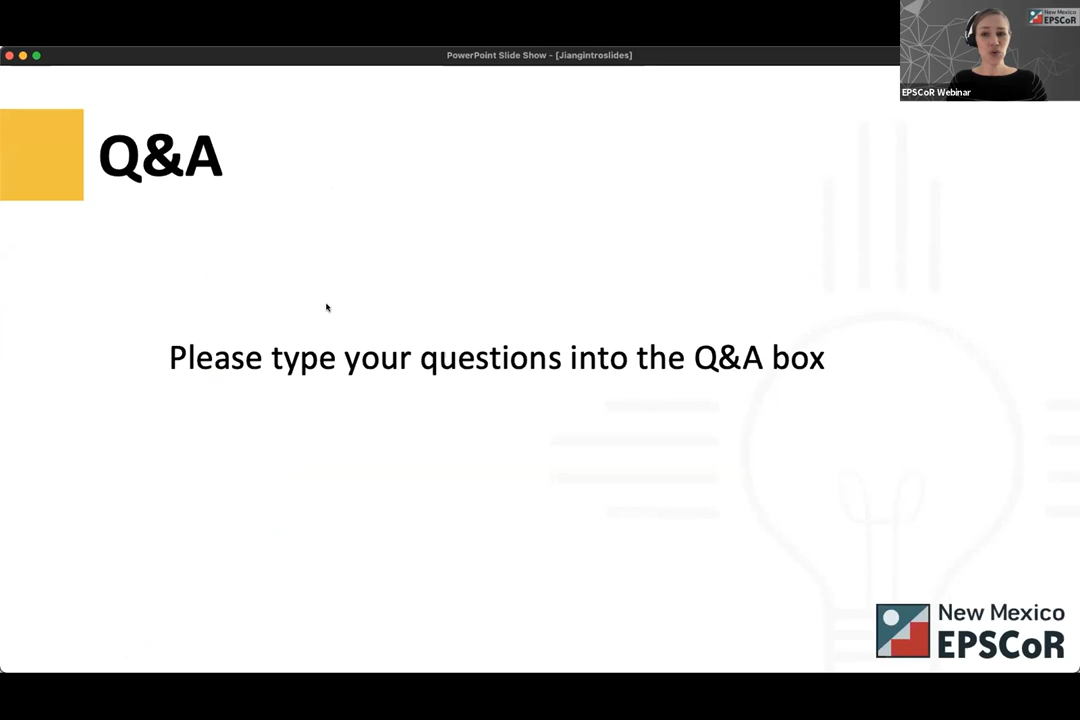 PowerPoint Slide Show - [Jiangintroslides]
New Mexico
EPSCoR
EPSCoR Webinar
Q&A
Please type your questions into the Q&A box
New Mexico
EPSCoR